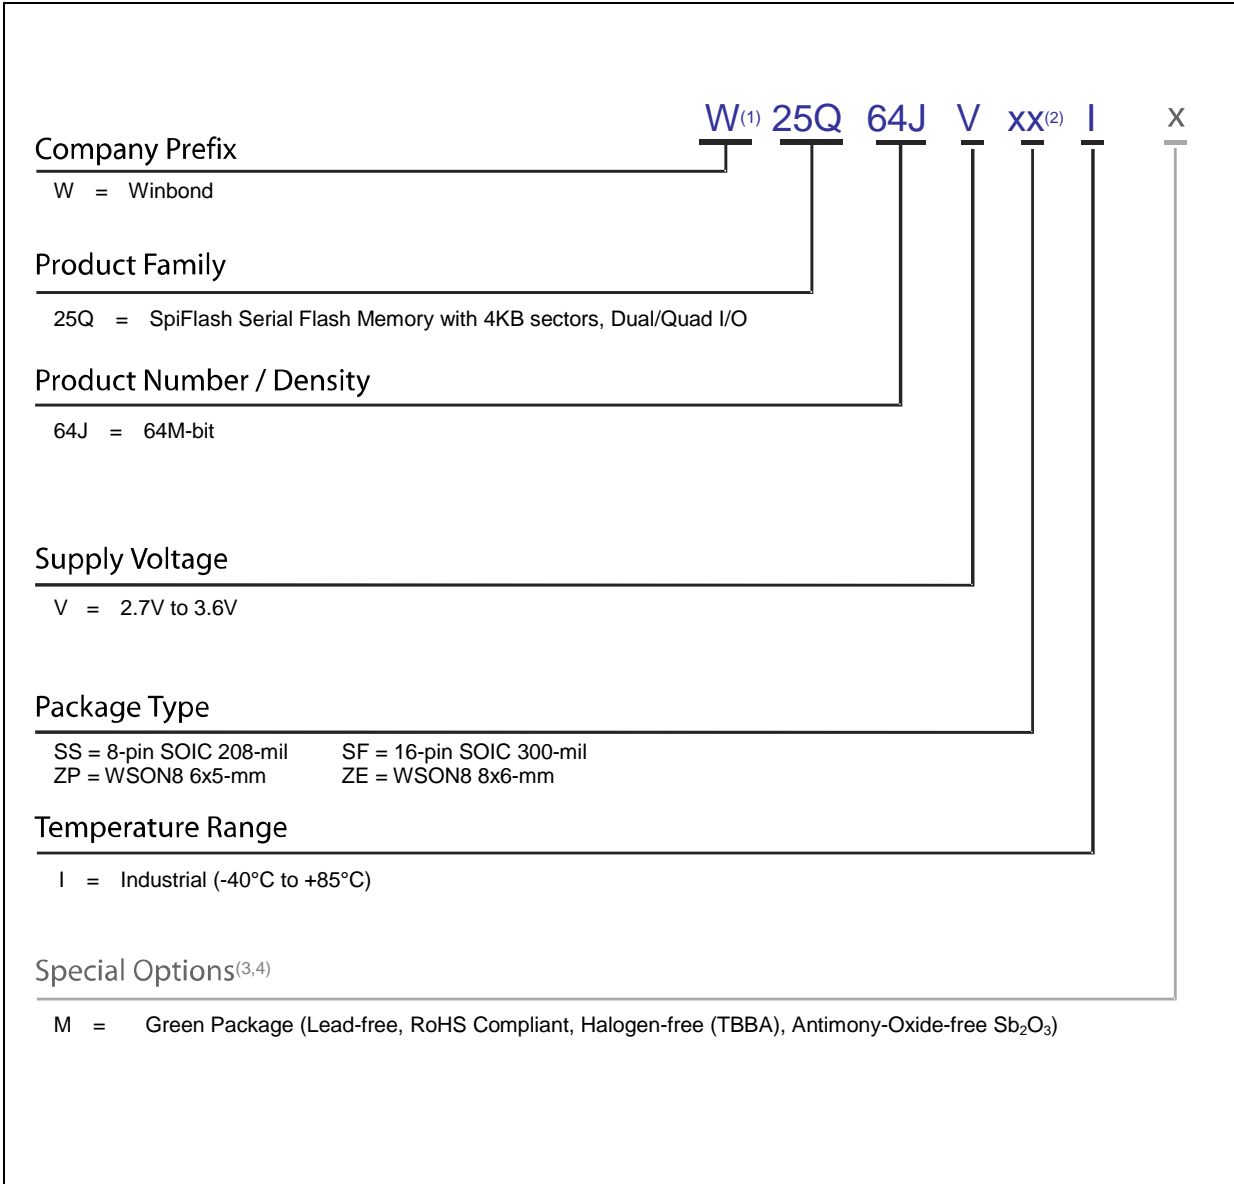 W(1) 25Q 64J V xx(2) I x
Company Prefix
W = Winbond
Product Family
25Q = SpiFlash Serial Flash Memory with 4KB sectors, Dual/Quad I/O
Product Number / Density
64J = 64M-bit
Supply Voltage
V = 2.7V to 3.6V
Package Type
SS = 8-pin SOIC 208-mil SF = 16-pin SOIC 300-mil
ZP = WSON8 6x5-mm ZE = WSON8 8x6-mm
Temperature Range
I = Industrial (-40°C to +85°C)
Special Options(3,4)
M = Green Package (Lead-free, RoHS Compliant, Halogen-free (TBBA), Antimony-Oxide-free Sb₂O₃)